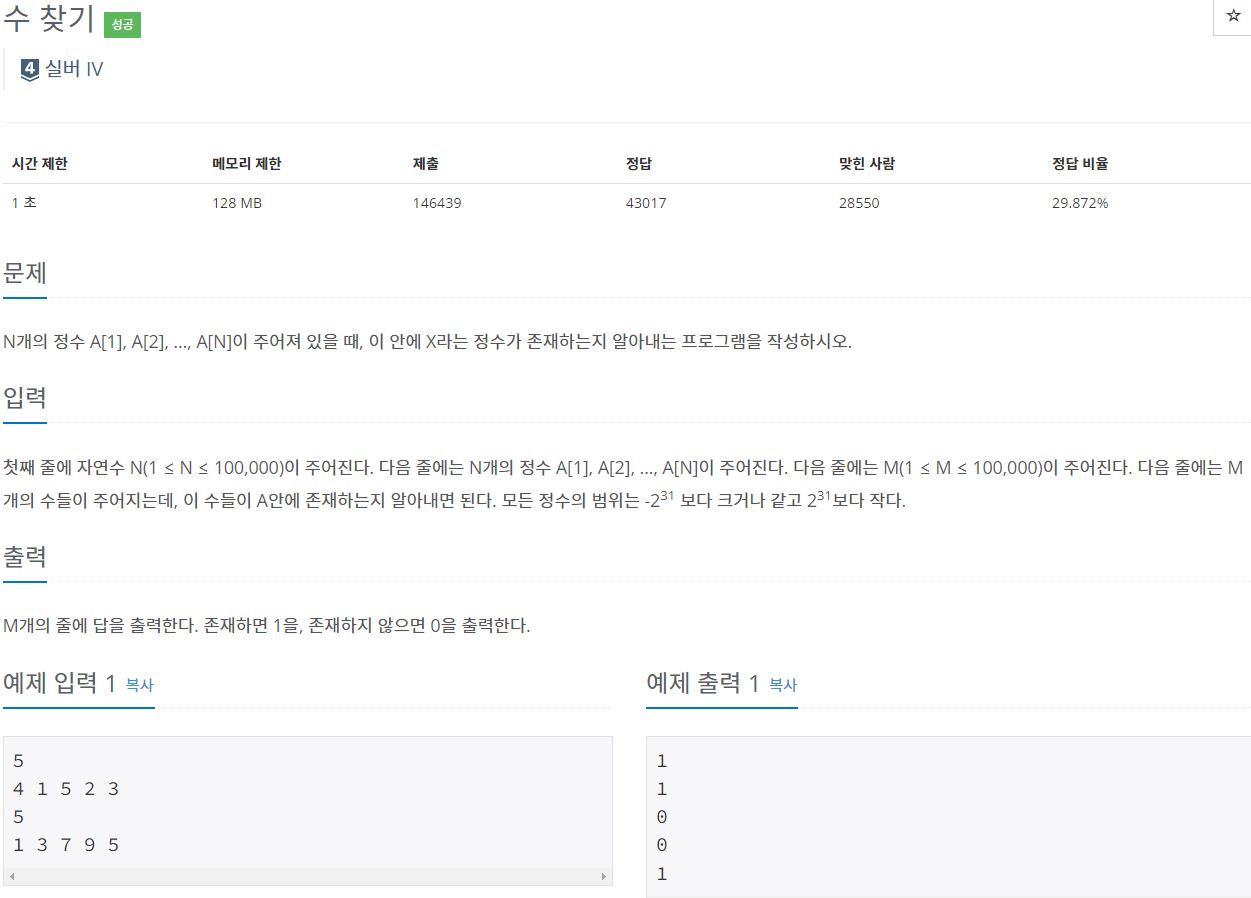 수 찾기 성공
☆
4 실버 IV
시간 제한 메모리 제한 제출 정답 맞힌 사람 정답 비율
1 초 128 MB 146439 43017 28550 29.872%
문제
N개의 정수 A[1], A[2], …, A[N]이 주어져 있을 때, 이 안에 X라는 정수가 존재하는지 알아내는 프로그램을 작성하시오.
입력
첫째 줄에 자연수 N(1 ≤ N ≤ 100,000)이 주어진다. 다음 줄에는 N개의 정수 A[1], A[2], …, A[N]이 주어진다. 다음 줄에는 M(1 ≤ M ≤ 100,000)이 주어진다. 다음 줄에는 M
개의 수들이 주어지는데, 이 수들이 A안에 존재하는지 알아내면 된다. 모든 정수의 범위는 -2³¹ 보다 크거나 같고 2³¹보다 작다.
출력
M개의 줄에 답을 출력한다. 존재하면 1을, 존재하지 않으면 0을 출력한다.
예제 입력 1 복사
5
4 1 5 2 3
5
1 3 7 9 5
예제 출력 1 복사
1
1
0
0
1